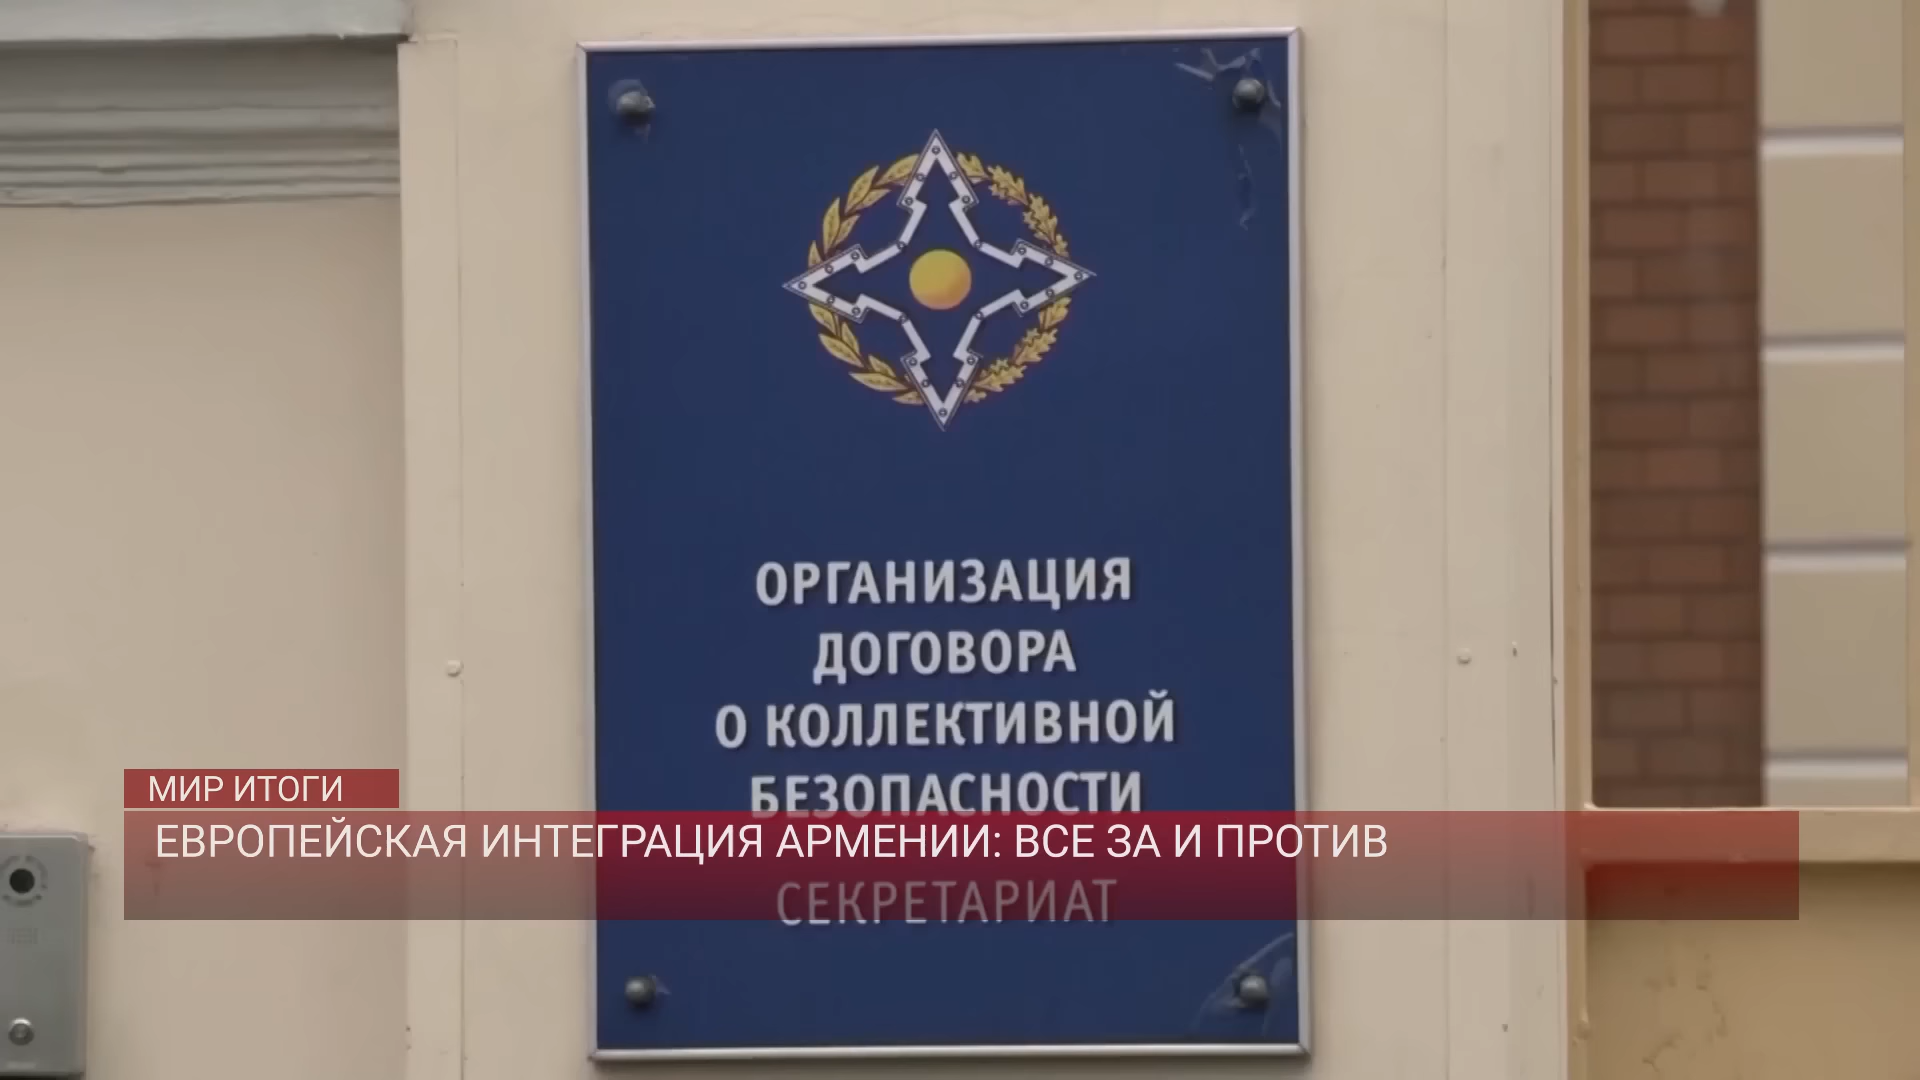 ОРГАНИЗАЦИЯ
ДОГОВОРА
О КОЛЛЕКТИВНОЙ
БЕЗОПАСНОСТИ
СЕКРЕТАРИАТ
МИР ИТОГИ
ЕВРОПЕЙСКАЯ ИНТЕГРАЦИЯ АРМЕНИИ: ВСЕ ЗА И ПРОТИВ